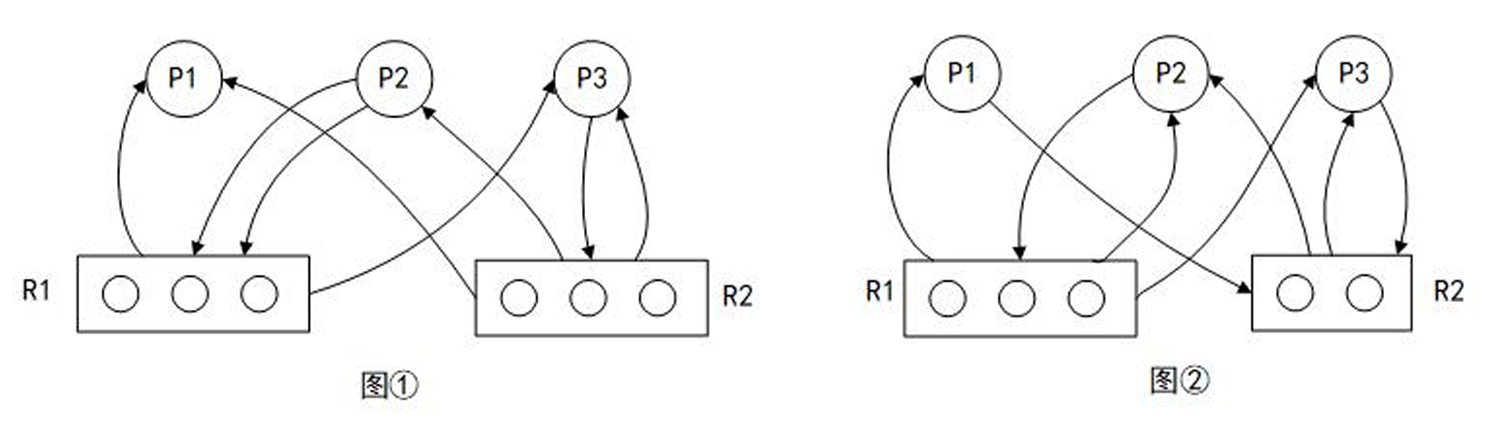 P1 P2 P3
R1 R2
图①
P1 P2 P3
R1 R2
图②